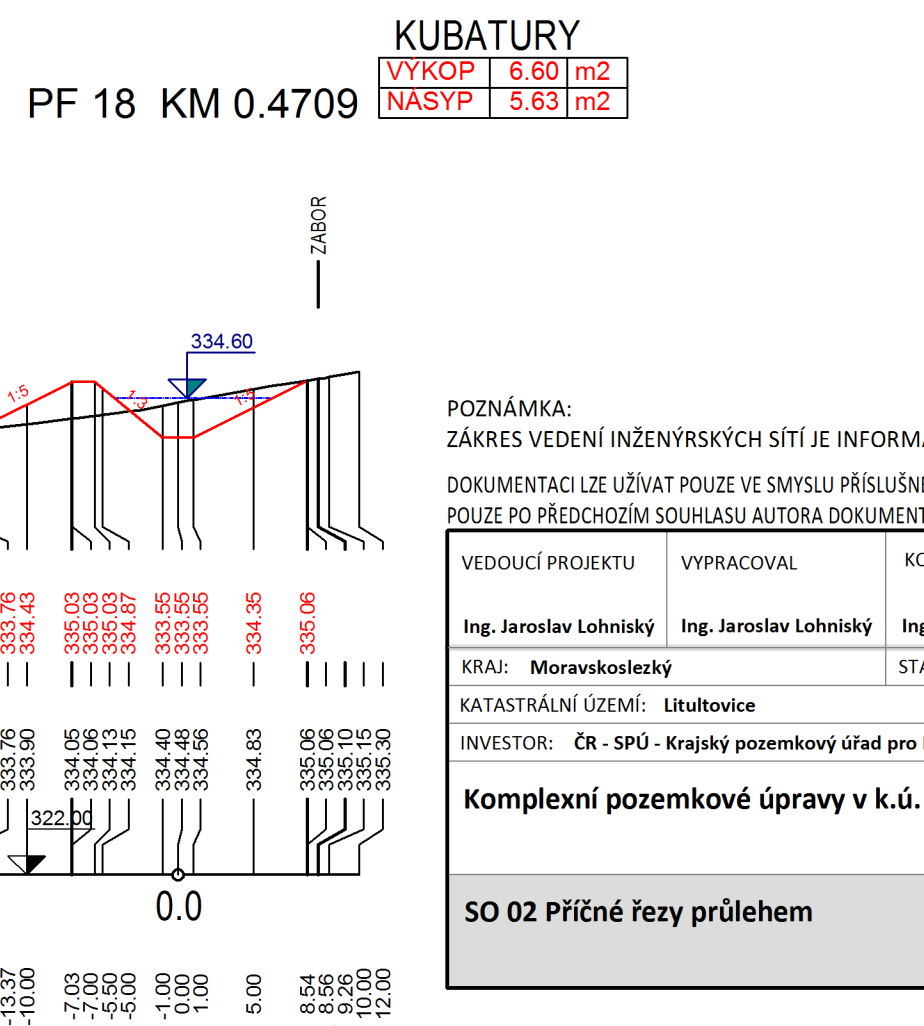 KUBATURY
VÝKOP 6.60 m2
NÁSYP 5.63 m2
PF 18 KM 0.4709
ZÁBOR
334.60
1:5
1:3
1:5
POZNÁMKA:
ZÁKRES VEDENÍ INŽENÝRSKÝCH SÍTÍ JE
DOKUMENTACI LZE UŽÍVAT POUZE VE SMYSLU
POUZE PO PŘEDCHOZÍM SOUHLASU AUTORA
VEDOUCÍ PROJEKTU
VYPRACOVAL
Ing. Jaroslav Lohniský
Ing. Jaroslav Lohniský
KRAJ: Moravskoslezký
KATASTRÁLNÍ ÚZEMÍ: Litultovice
INVESTOR: ČR - SPÚ - Krajský pozemkový úřad pro
Komplexní pozemkové úpravy v k.ú.
SO 02 Příčné řezy průlehem
333.76 334.43 335.03 335.03 335.03 334.87 333.55 333.55 333.55 334.35 335.06
333.76 333.90 334.05 334.06 334.13 334.15 334.40 334.48 334.56 334.83 335.06 335.06 335.10 335.15 335.30
322.00
0.0
-13.37 -10.00 -7.03 -7.00 -5.50 -5.00 -1.00 0.00 1.00 5.00 8.54 8.56 9.26 10.00 12.00